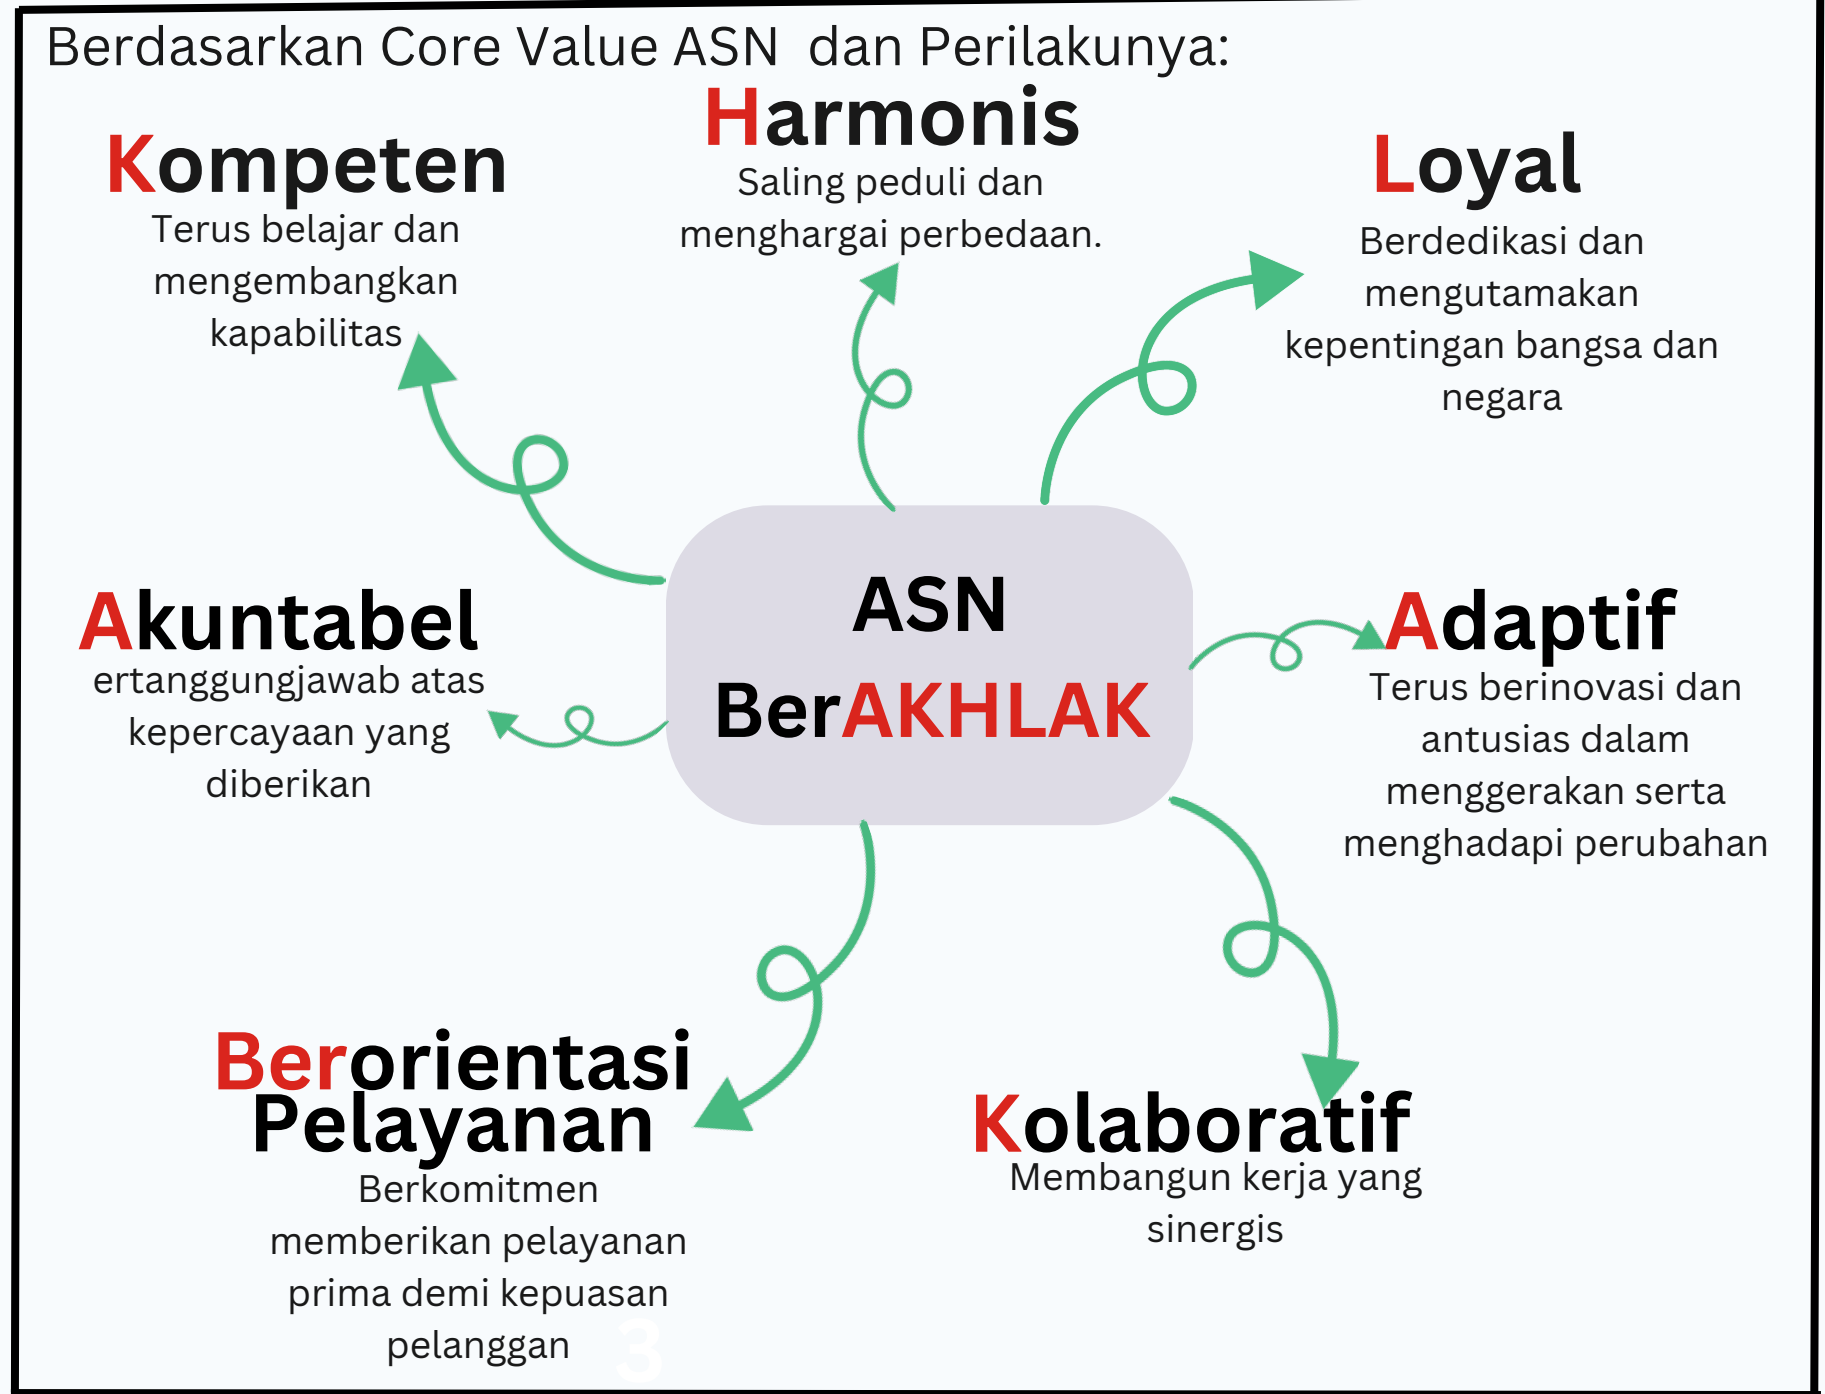 Berdasarkan Core Value ASN  dan Perilakunya:
Kompeten
Terus belajar dan
mengembangkan
kapabilitas
Harmonis
Saling peduli dan
menghargai perbedaan.
Loyal
Berdedikasi dan
mengutamakan
kepentingan bangsa dan
negara
Akuntabel
ertanggungjawab atas
kepercayaan yang
diberikan
ASN
BerAKHLAK
Adaptif
Terus berinovasi dan
antusias dalam
menggerakan serta
menghadapi perubahan
Berorientasi
Pelayanan
Berkomitmen
memberikan pelayanan
prima demi kepuasan
pelanggan
Kolaboratif
Membangun kerja yang
sinergis
3